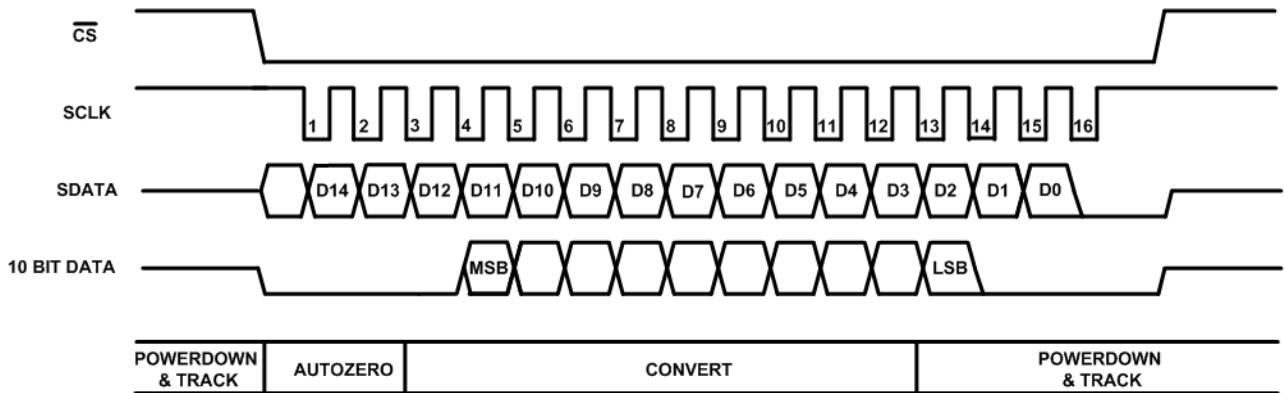 CS
SCLK
1 2 3 4 5 6 7 8 9 10 11 12 13 14 15 16
SDATA
D14 D13 D12 D11 D10 D9 D8 D7 D6 D5 D4 D3 D2 D1 D0
10 BIT DATA
MSB LSB
POWERDOWN
& TRACK
AUTOZERO
CONVERT
POWERDOWN
& TRACK